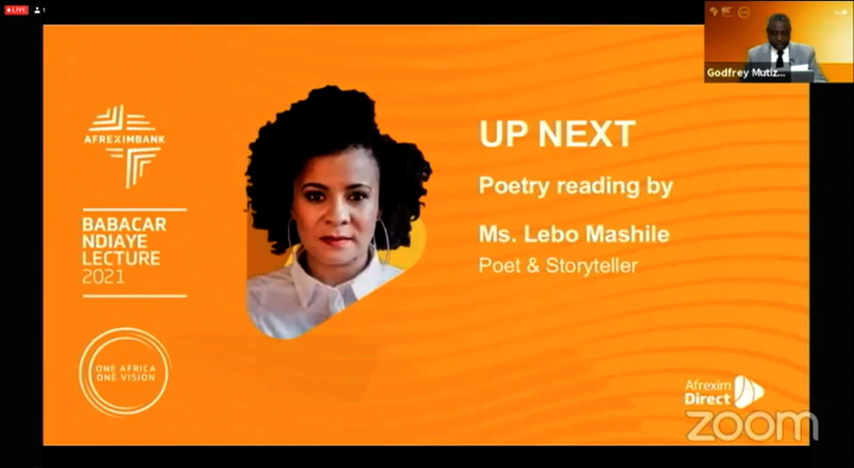 LIVE
1
Godfrey Mutiz...
AFREXIMBANK
BABACAR
NDIAYE
LECTURE
2021
ONE AFRICA
ONE VISION
UP NEXT
Poetry reading by
Ms. Lebo Mashile
Poet & Storyteller
Afrexim
Direct
zoom